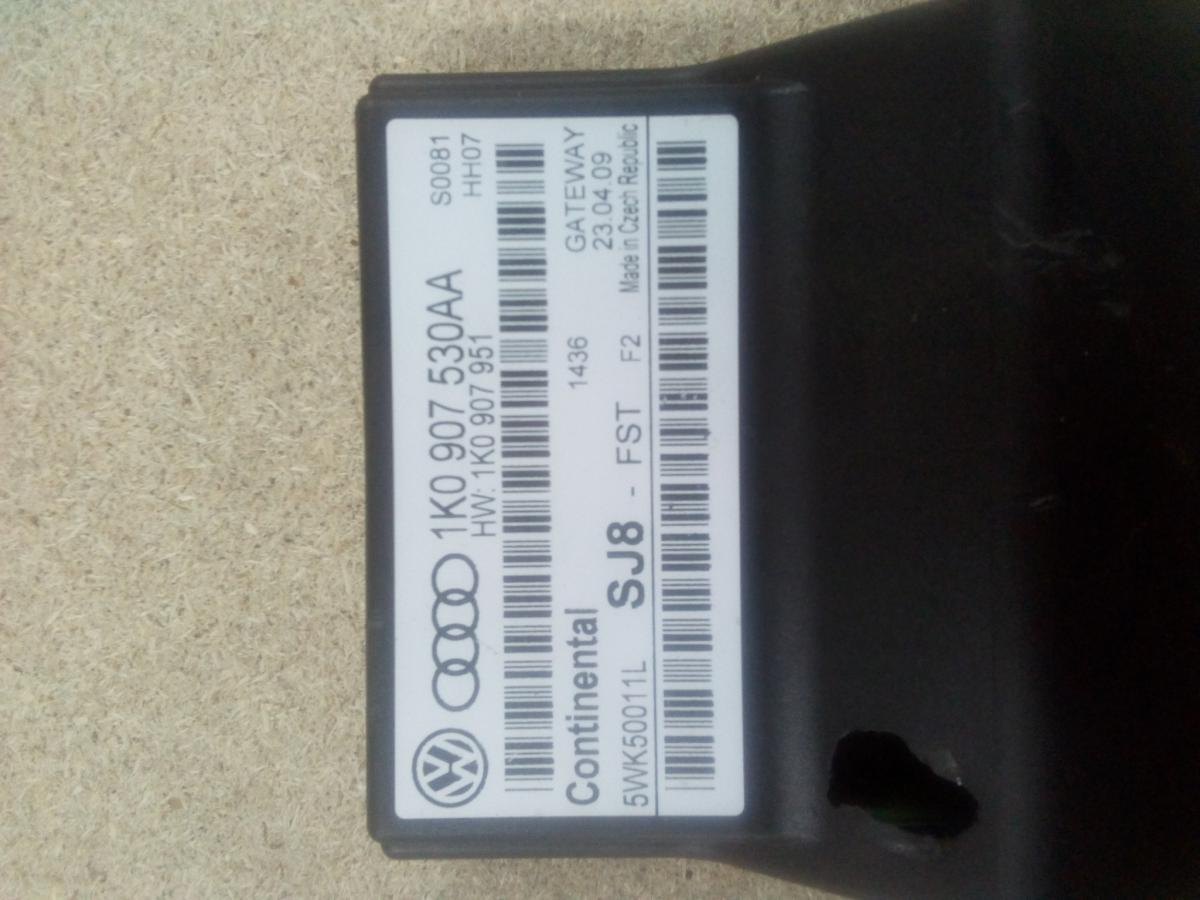 1K0 907 530AA S0081
HW: 1K0 907 951 HH07
Continental 1436 GATEWAY
SJ8 - FST 23.04.09
5WK50011L F2 Made in Czech Republic